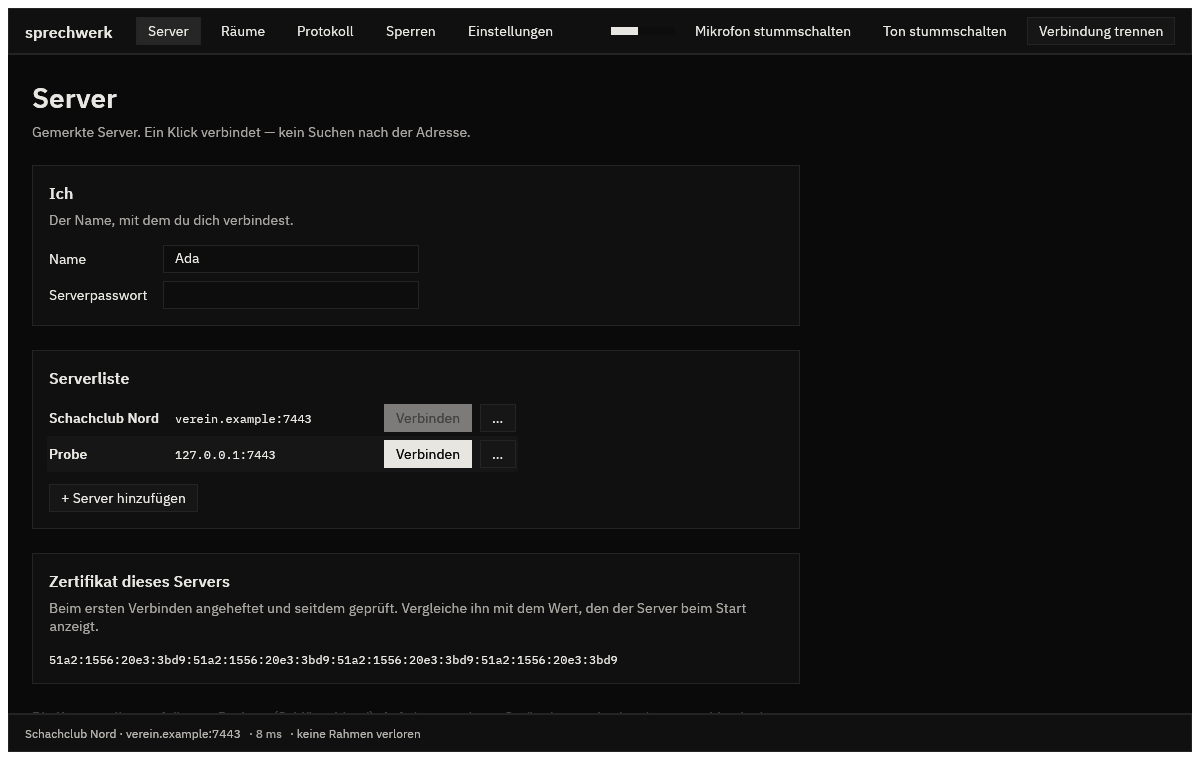 sprechwerk Server Räume Protokoll Sperren Einstellungen Mikrofon stummschalten Ton stummschalten Verbindung trennen
Server
Gemerkte Server. Ein Klick verbindet — kein Suchen nach der Adresse.
Ich
Der Name, mit dem du dich verbindest.
Name Ada
Serverpasswort
Serverliste
Schachclub Nord verein.example:7443 Verbinden ...
Probe 127.0.0.1:7443 Verbinden ...
+ Server hinzufügen
Zertifikat dieses Servers
Beim ersten Verbinden angeheftet und seitdem geprüft. Vergleiche ihn mit dem Wert, den der Server beim Start
anzeigt.
51a2:1556:20e3:3bd9:51a2:1556:20e3:3bd9:51a2:1556:20e3:3bd9:51a2:1556:20e3:3bd9
Schachclub Nord · verein.example:7443 · 8 ms · keine Rahmen verloren